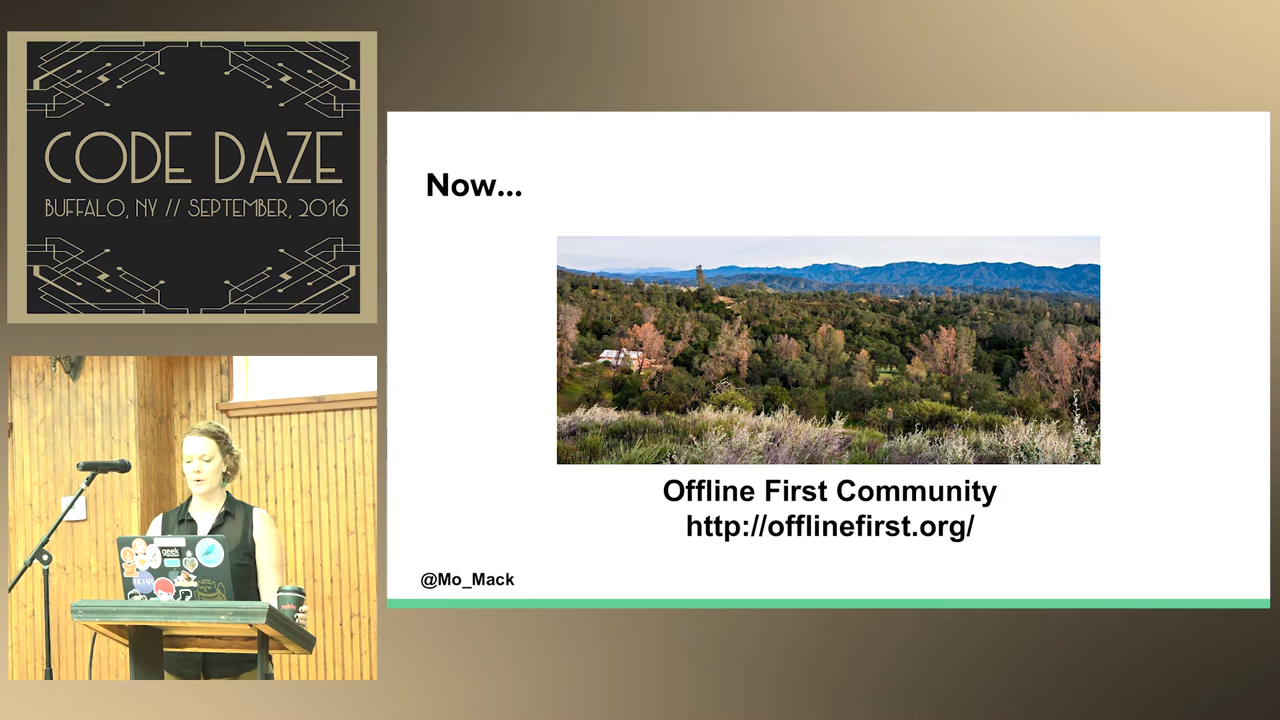 CODE DAZE
BUFFALO, NY // SEPTEMBER, 2016
Now...
Offline First Community
http://offlinefirst.org/
@Mo_Mack
geek